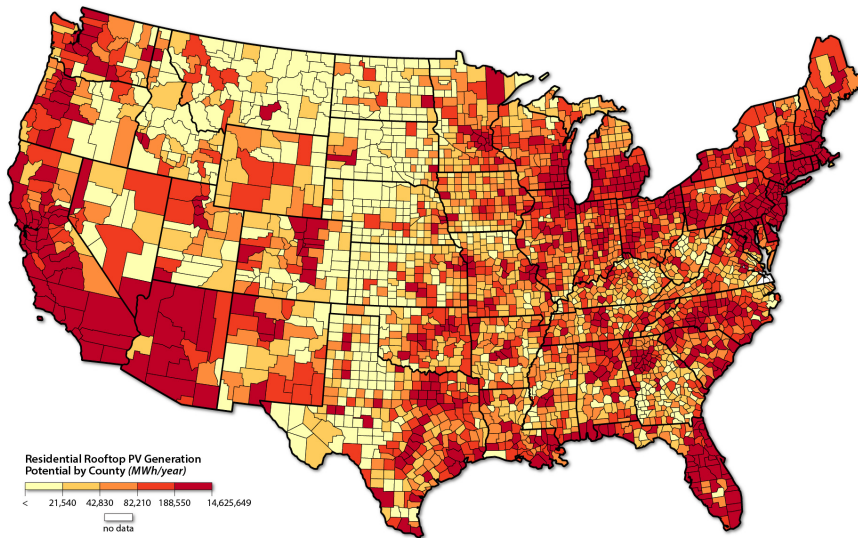 Residential Rooftop PV Generation
Potential by County (MWh/year)
< 21,540 42,830 82,210 188,550 14,625,649
no data